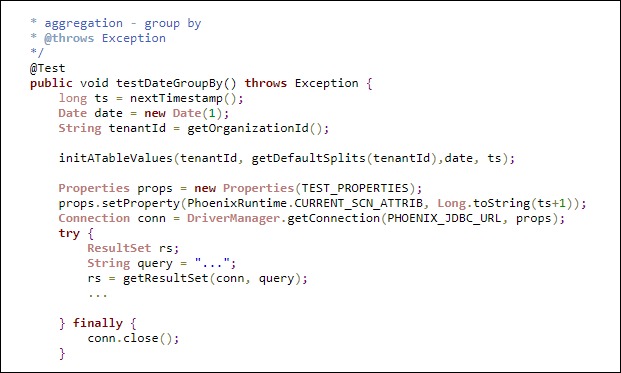 * aggregation - group by
* @throws Exception
*/
@Test
public void testDateGroupBy() throws Exception {
long ts = nextTimestamp();
Date date = new Date(1);
String tenantId = getOrganizationId();
initATableValues(tenantId, getDefaultSplits(tenantId),date, ts);
Properties props = new Properties(TEST_PROPERTIES);
props.setProperty(PhoenixRuntime.CURRENT_SCN_ATTRIB, Long.toString(ts+1));
Connection conn = DriverManager.getConnection(PHOENIX_JDBC_URL, props);
try {
ResultSet rs;
String query = "...";
rs = getResultSet(conn, query);
...
} finally {
conn.close();
}